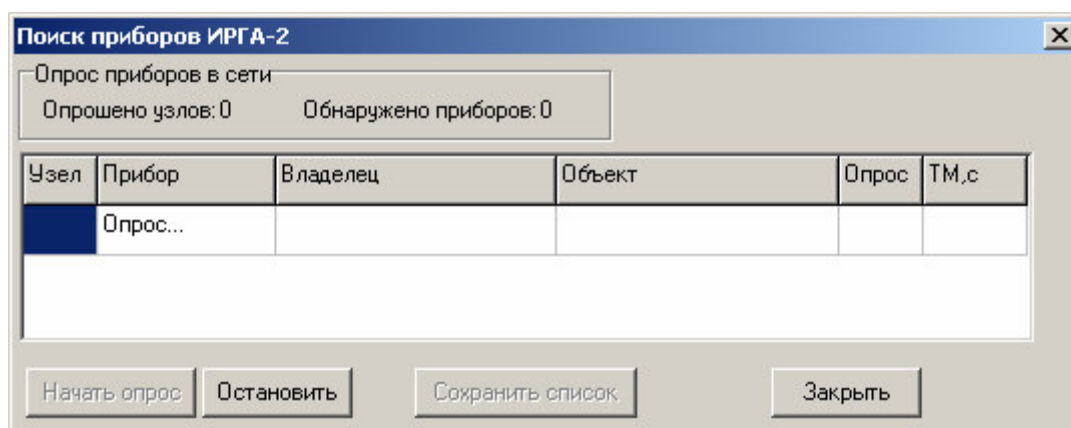 Поиск приборов ИРГА-2
Опрос приборов в сети
Опрошено узлов: 0 Обнаружено приборов: 0
Узел Прибор Владелец Объект Опрос ТМ,с
Опрос...
Начать опрос Остановить Сохранить список Закрыть